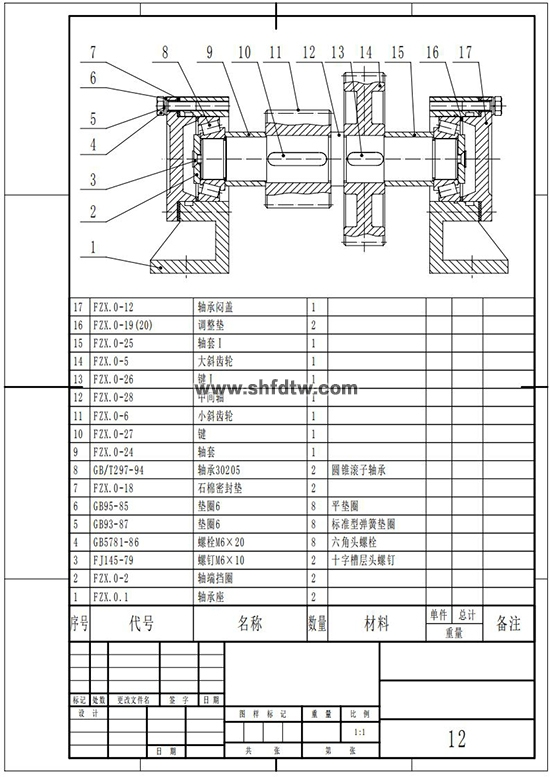 7 8 9 10 11 12 13 14 15 16 17
6
5
4
3
2
1
17 FZX.0-12 轴承闷盖 1
16 FZX.0-19(20) 调整垫 2
15 FZX.0-25 轴套Ⅰ 1
14 FZX.0-5 大斜齿轮 1
13 FZX.0-26 键Ⅰ 1
www.shfdtw.com
12 FZX.0-28 中间轴 1
11 FZX.0-6 小斜齿轮 1
10 FZX.0-27 键 1
9 FZX.0-24 轴套 1
8 GB/T297-94 轴承30205 2 圆锥滚子轴承
7 FZX.0-18 石棉密封垫 2
6 GB95-85 垫圈6 8 平垫圈
5 GB93-87 垫圈6 8 标准型弹簧垫圈
4 GB5781-86 螺栓M6×20 8 六角头螺栓
3 FJ145-79 螺钉M6×10 2 十字槽层头螺钉
2 FZX.0-2 轴端挡圈 2
1 FZX.0.1 轴承座 2
序号 代号 名称 数量 材料 单件 总计 重量 备注
标记 处数 更改文件名 签字 日期
设计 图样标记 重量 比例
1:1
日期 共 张 第 张
12